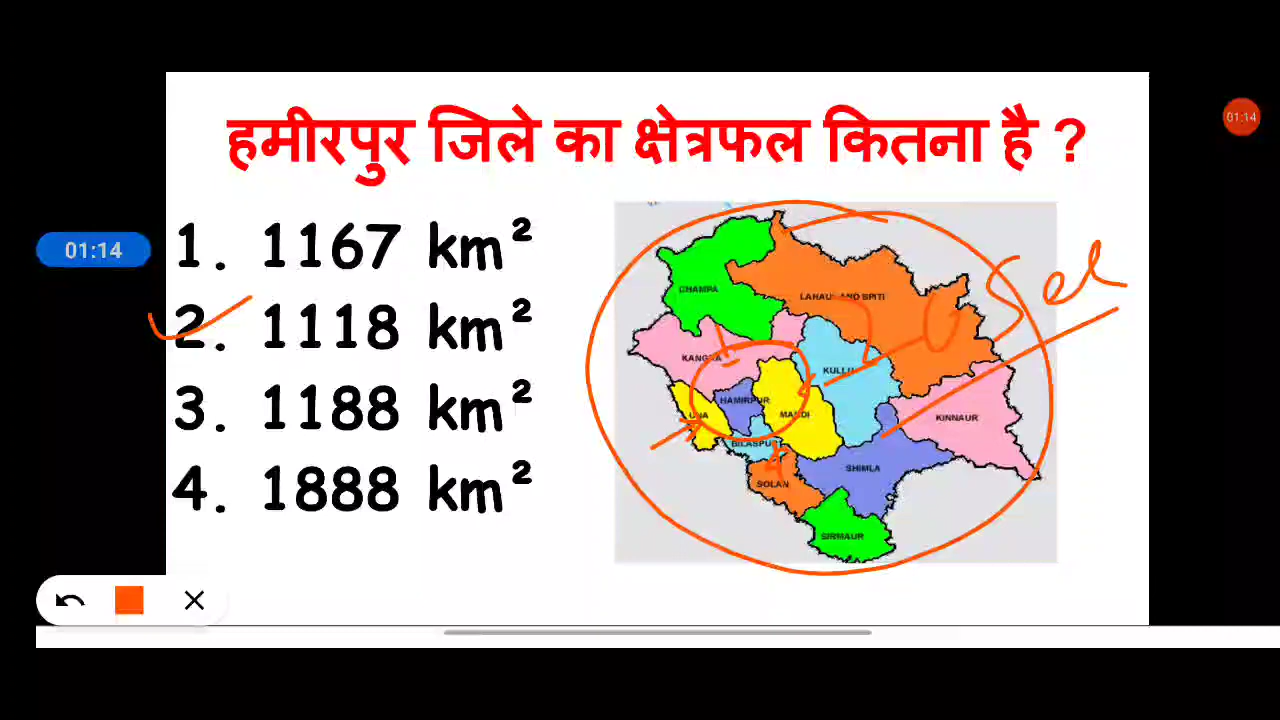 हमीरपुर जिले का क्षेत्रफल कितना है ?
01:14
01:14
1. 1167 km²
2. 1118 km²
3. 1188 km²
4. 1888 km²
CHAMPA
LAHAUL AND SPITI
KANGRA
KULLU
HAMIRPUR
UNA
MANDI
KINNAUR
BILASPUR
SHIMLA
SOLAN
SIRMAUR